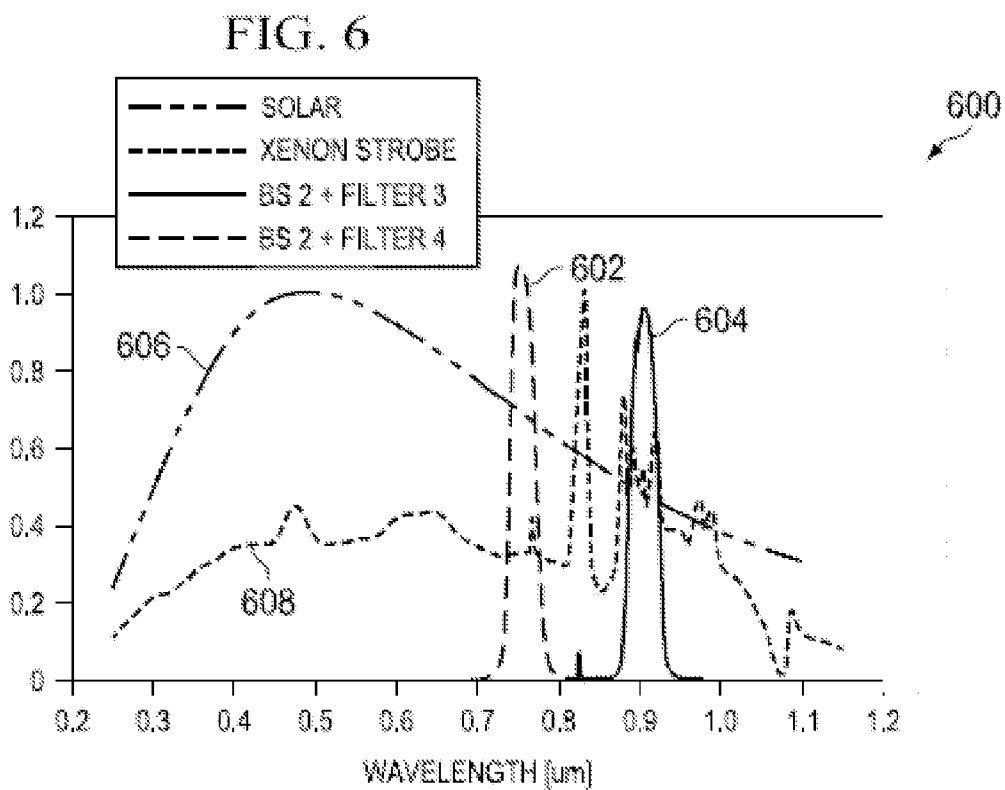 FIG. 6
SOLAR
XENON STROBE
BS 2 + FILTER 3
BS 2 + FILTER 4
600
1.2
1.0
0.8
0.6
0.4
0.2
0
606
608
602
604
0.2 0.3 0.4 0.5 0.6 0.7 0.8 0.9 1.0 1.1 1.2
WAVELENGTH [um]